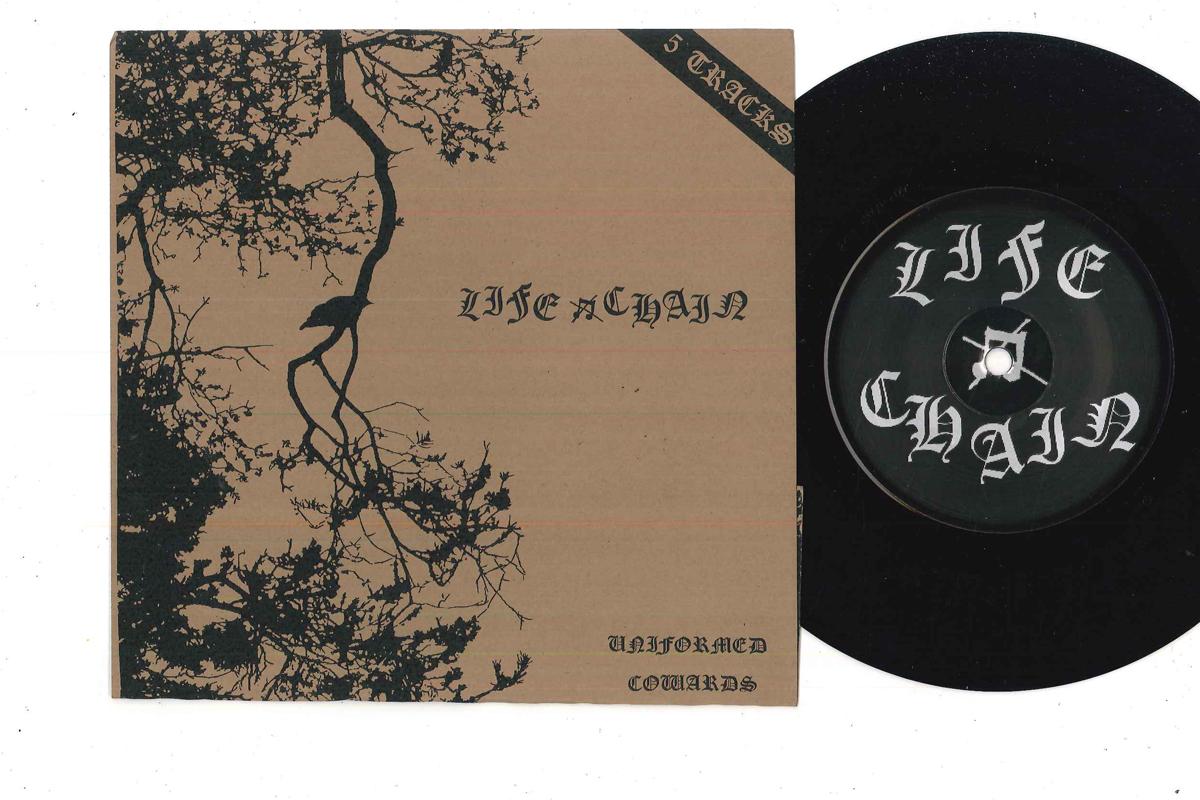 5 TRACKS
LIFE CHAIN
UNIFORMED
COWARDS
LIFE
CHAIN